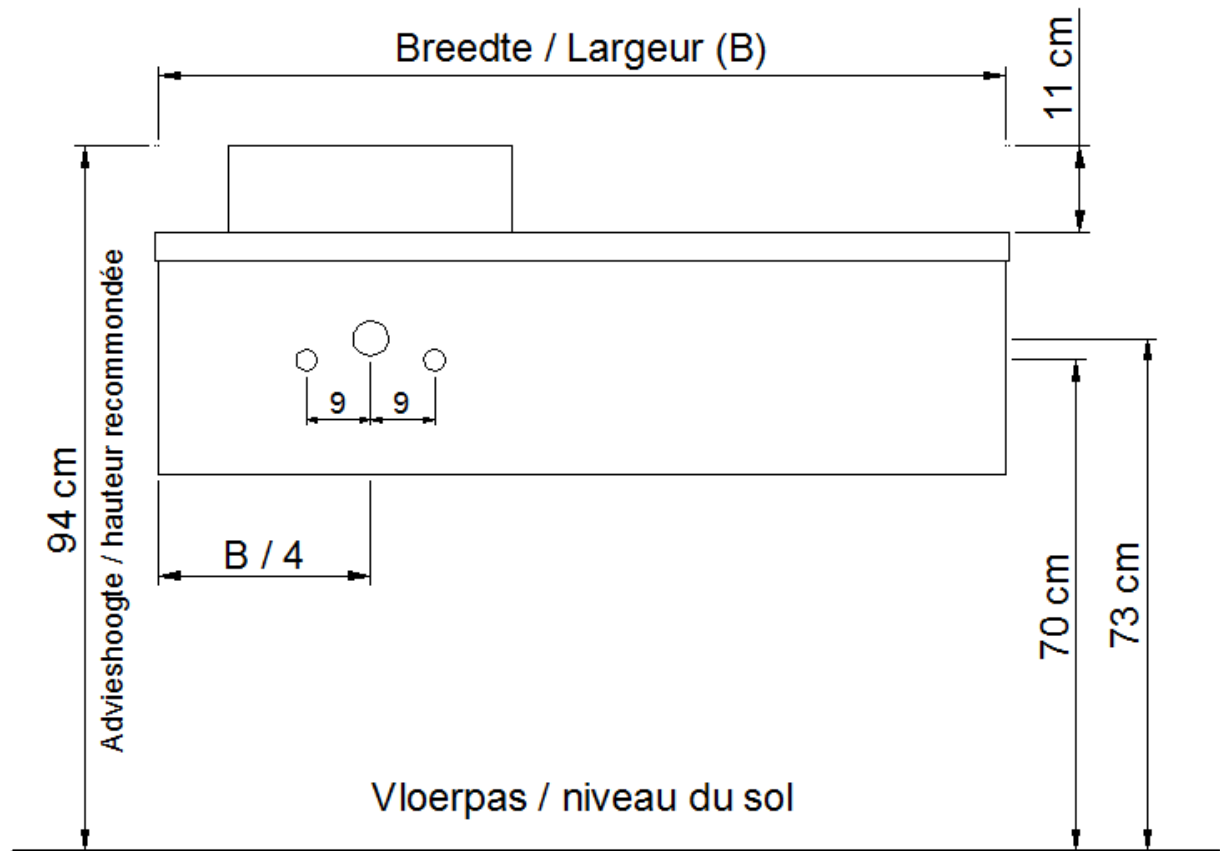 Breedte / Largeur (B)
11 cm
94 cm
Advieshoogte / hauteur recommondée
9
9
B / 4
70 cm
73 cm
Vloerpas / niveau du sol